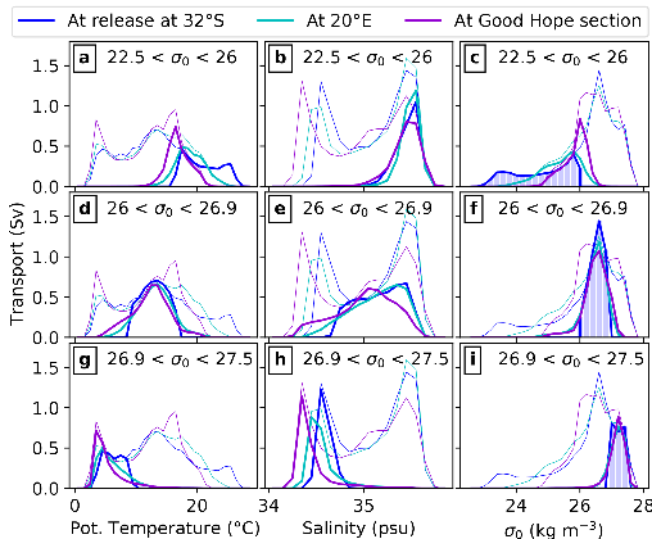 At release at 32°S At 20°E At Good Hope section
a 22.5 < σ₀ < 26 b 22.5 < σ₀ < 26 c 22.5 < σ₀ < 26
1.5
1.0
0.5
0.0
d 26 < σ₀ < 26.9 e 26 < σ₀ < 26.9 f 26 < σ₀ < 26.9
1.5
1.0
0.5
0.0
Transport (Sv)
g 26.9 < σ₀ < 27.5 h 26.9 < σ₀ < 27.5 i 26.9 < σ₀ < 27.5
1.5
1.0
0.5
0.0
0 20 34 35 24 26 28
Pot. Temperature (°C) Salinity (psu) σ₀ (kg m⁻³)